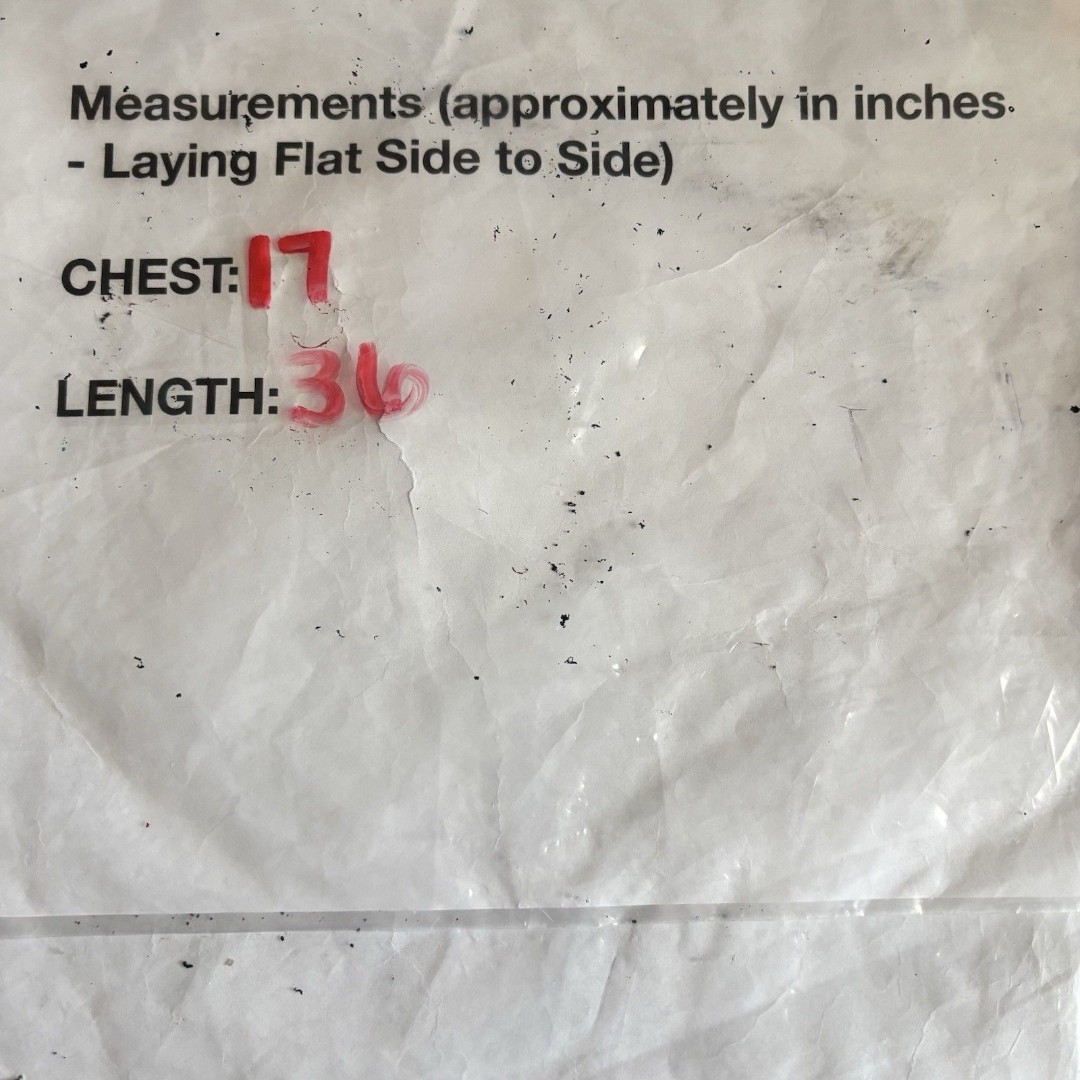 Measurements (approximately in inches.
- Laying Flat Side to Side)
CHEST: 17
LENGTH: 36